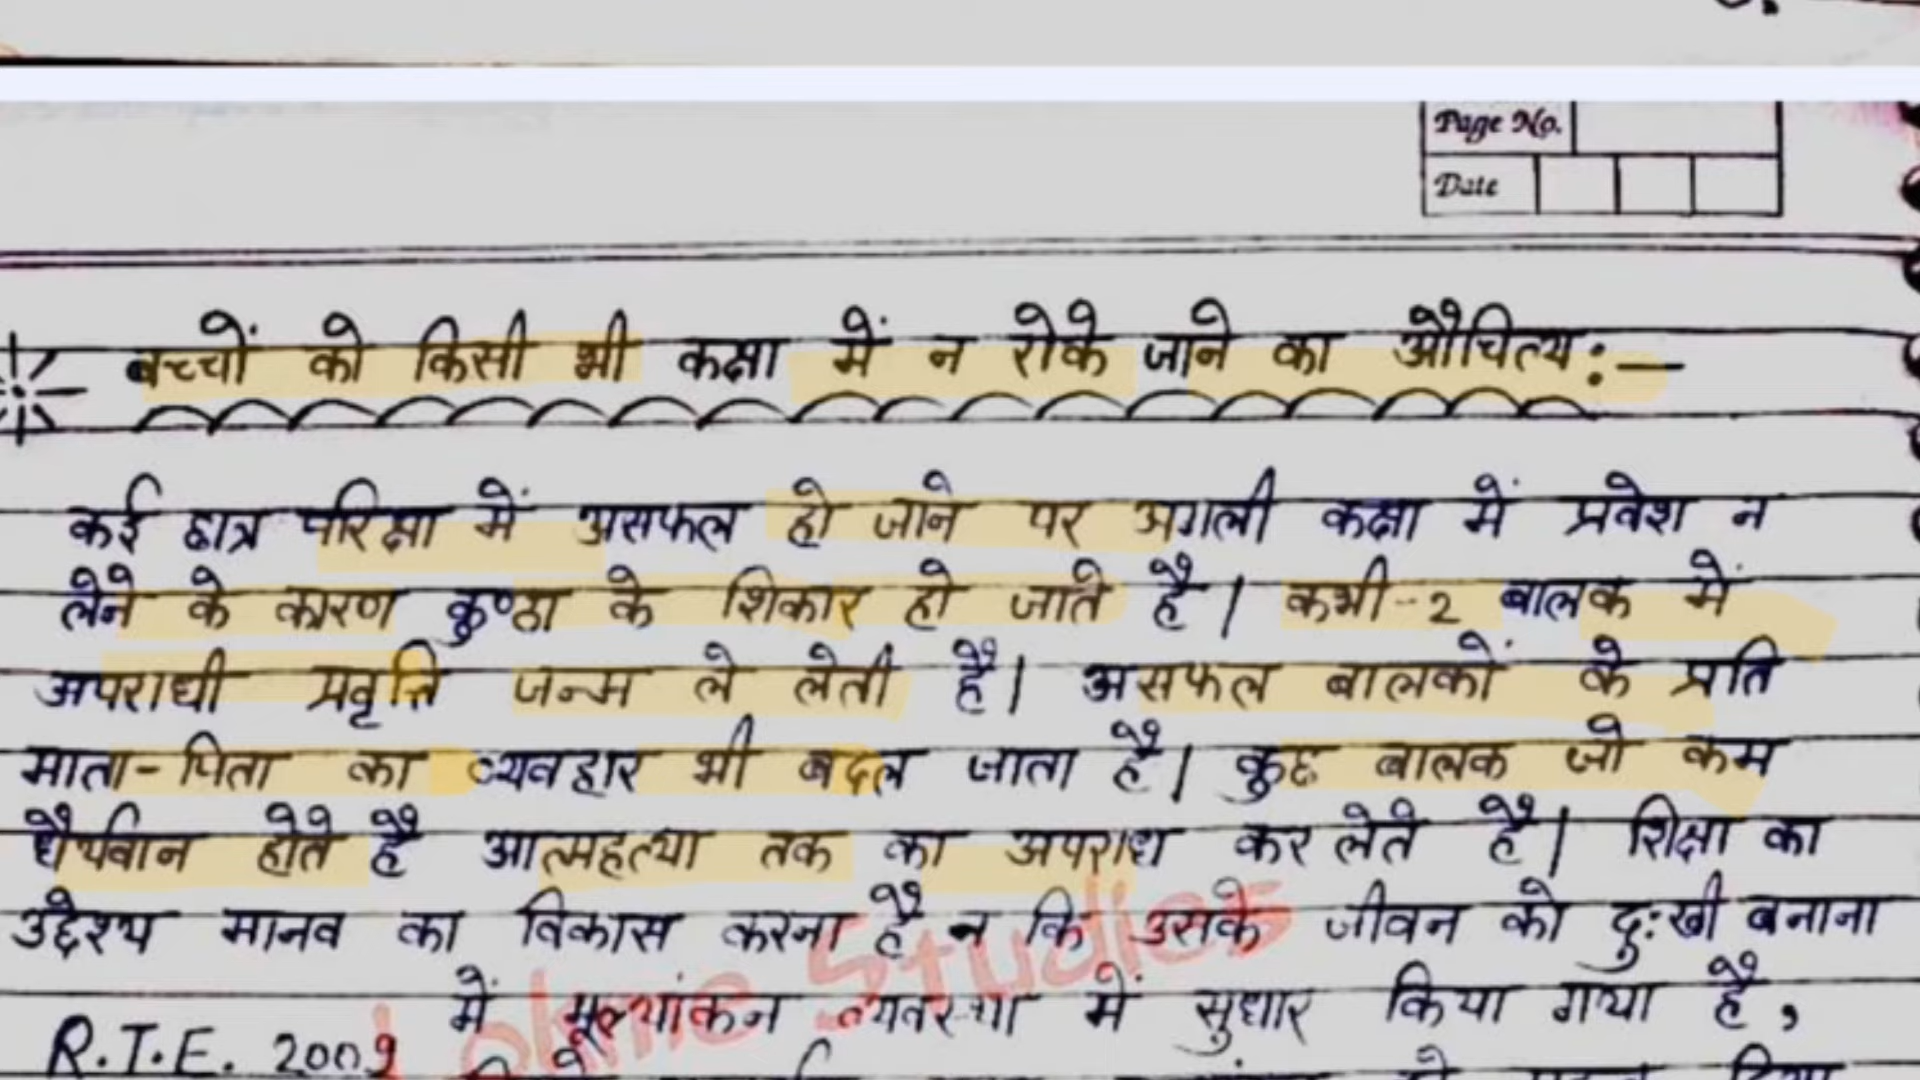 Page No.
Date
बच्चों को किसी भी कक्षा में न रोके जाने का औचित्य:—
कई छात्र परिक्षा में असफल हो जाने पर अगली कक्षा में प्रवेश न
लेने के कारण कुण्ठा के शिकार हो जाते है। कभी-2 बालक में
अपराधी प्रवृत्ति जन्म ले लेती है। असफल बालकों के प्रति
माता-पिता का व्यवहार भी बदल जाता है। कुछ बालक जो कम
धैर्यवान होते है आत्महत्या तक का अपराध कर लेते है। शिक्षा का
उद्देश्य मानव का विकास करना है न कि उसके जीवन को दुःखी बनाना
R.T.E. 2009 में मूल्यांकन व्यवस्था में सुधार किया गया है,
Studies